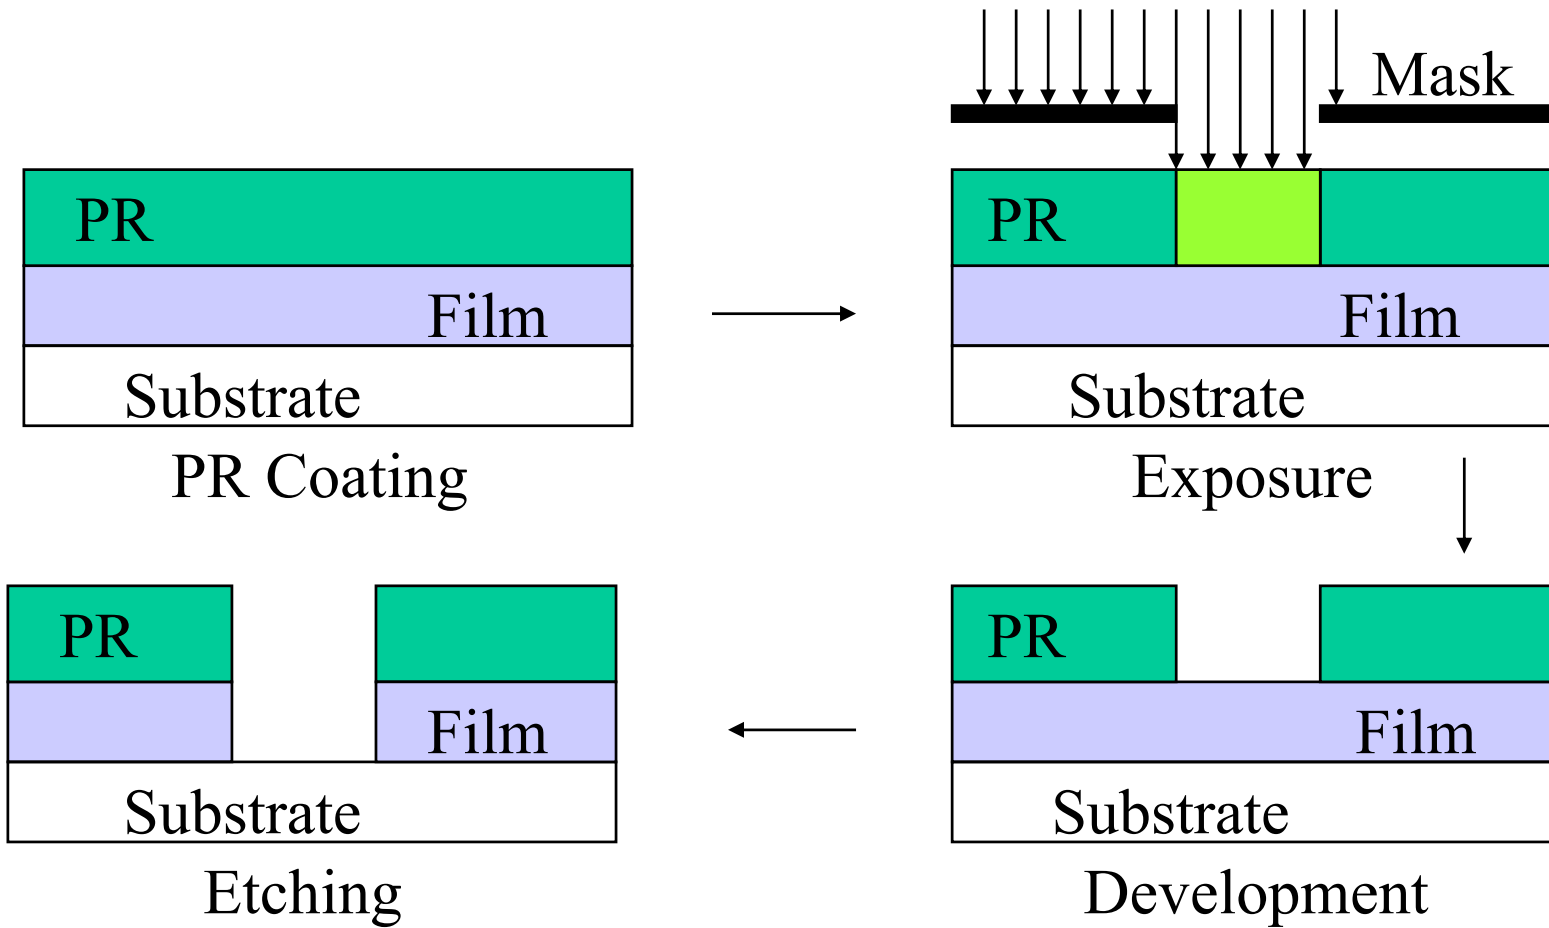 Mask
PR
Film
Substrate
PR Coating
PR
Film
Substrate
Exposure
PR
Film
Substrate
Etching
PR
Film
Substrate
Development